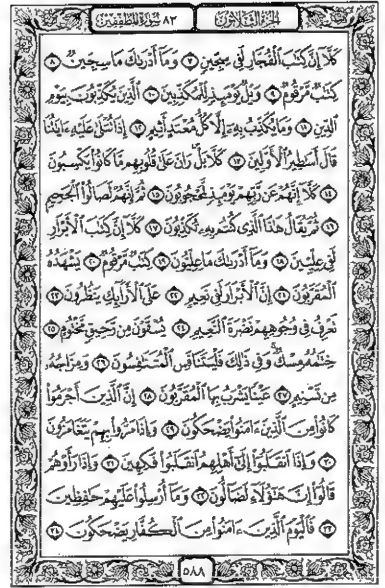 الجزء الثلاثون ٨٣ سورة المطففين
كَلَّآ إِنَّ كِتَٰبَ ٱلْفُجَّارِ لَفِى سِجِّينٍ ٧ وَمَآ أَدْرَىٰكَ مَا سِجِّينٌ ٨
كِتَٰبٌ مَّرْقُومٌ ٩ وَيْلٌ يَوْمَئِذٍ لِّلْمُكَذِّبِينَ ١٠ ٱلَّذِينَ يُكَذِّبُونَ بِيَوْمِ
ٱلدِّينِ ١١ وَمَا يُكَذِّبُ بِهِۦٓ إِلَّا كُلُّ مُعْتَدٍ أَثِيمٍ ١٢ إِذَا تُتْلَىٰ عَلَيْهِ ءَايَٰتُنَا
قَالَ أَسَٰطِيرُ ٱلْأَوَّلِينَ ١٣ كَلَّا بَلْ رَانَ عَلَىٰ قُلُوبِهِم مَّا كَانُوا۟ يَكْسِبُونَ
١٤ كَلَّآ إِنَّهُمْ عَن رَّبِّهِمْ يَوْمَئِذٍ لَّمَحْجُوبُونَ ١٥ ثُمَّ إِنَّهُمْ لَصَالُوا۟ ٱلْجَحِيمِ
١٦ ثُمَّ يُقَالُ هَٰذَا ٱلَّذِى كُنتُم بِهِۦ تُكَذِّبُونَ ١٧ كَلَّآ إِنَّ كِتَٰبَ ٱلْأَبْرَارِ
لَفِى عِلِّيِّينَ ١٨ وَمَآ أَدْرَىٰكَ مَا عِلِّيُّونَ ١٩ كِتَٰبٌ مَّرْقُومٌ ٢٠ يَشْهَدُهُ
ٱلْمُقَرَّبُونَ ٢١ إِنَّ ٱلْأَبْرَارَ لَفِى نَعِيمٍ ٢٢ عَلَى ٱلْأَرَآئِكِ يَنظُرُونَ ٢٣
تَعْرِفُ فِى وُجُوهِهِمْ نَضْرَةَ ٱلنَّعِيمِ ٢٤ يُسْقَوْنَ مِن رَّحِيقٍ مَّخْتُومٍ ٢٥
خِتَٰمُهُۥ مِسْكٌ وَفِى ذَٰلِكَ فَلْيَتَنَافَسِ ٱلْمُتَنَٰفِسُونَ ٢٦ وَمِزَاجُهُۥ
مِن تَسْنِيمٍ ٢٧ عَيْنًا يَشْرَبُ بِهَا ٱلْمُقَرَّبُونَ ٢٨ إِنَّ ٱلَّذِينَ أَجْرَمُوا۟
كَانُوا۟ مِنَ ٱلَّذِينَ ءَامَنُوا۟ يَضْحَكُونَ ٢٩ وَإِذَا مَرُّوا۟ بِهِمْ يَتَغَامَزُونَ
٣٠ وَإِذَا ٱنقَلَبُوٓا۟ إِلَىٰٓ أَهْلِهِمُ ٱنقَلَبُوا۟ فَكِهِينَ ٣١ وَإِذَا رَأَوْهُمْ
قَالُوٓا۟ إِنَّ هَٰٓؤُلَآءِ لَضَآلُّونَ ٣٢ وَمَآ أُرْسِلُوا۟ عَلَيْهِمْ حَٰفِظِينَ
٣٣ فَٱلْيَوْمَ ٱلَّذِينَ ءَامَنُوا۟ مِنَ ٱلْكُفَّارِ يَضْحَكُونَ ٣٤
٥٨٨